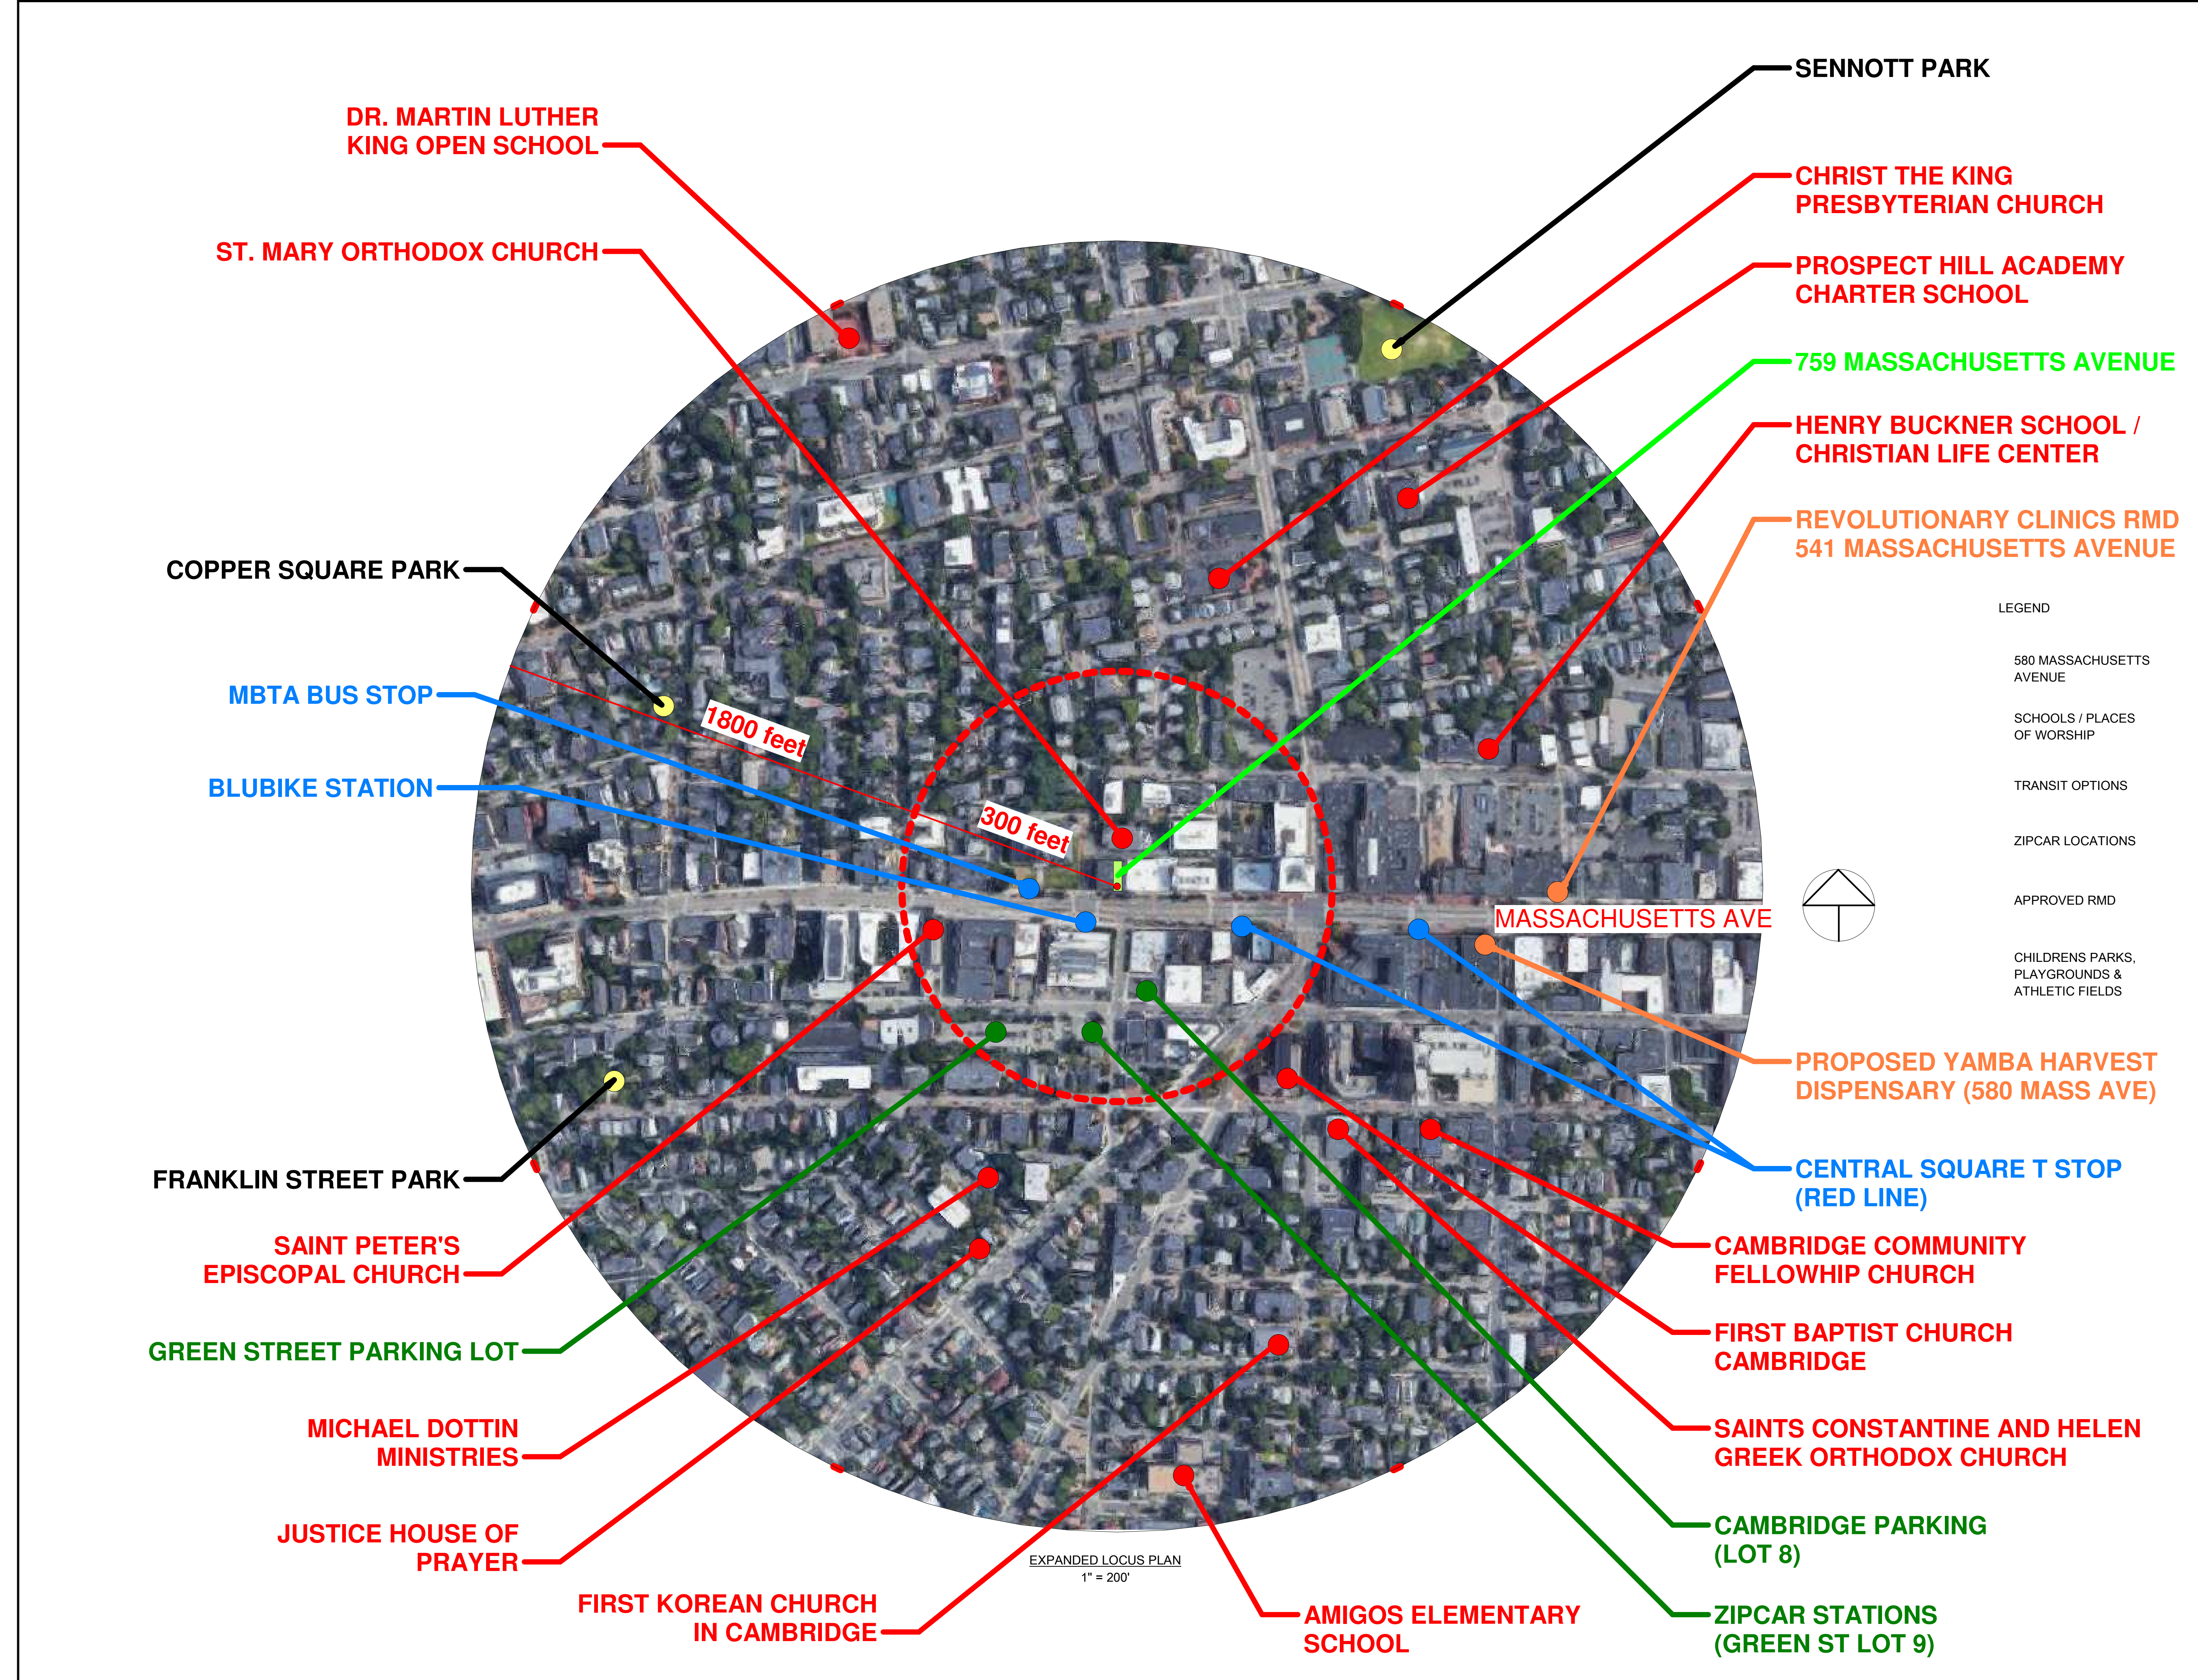 SENNOTT PARK
DR. MARTIN LUTHER
KING OPEN SCHOOL
CHRIST THE KING
PRESBYTERIAN CHURCH
ST. MARY ORTHODOX CHURCH
PROSPECT HILL ACADEMY
CHARTER SCHOOL
759 MASSACHUSETTS AVENUE
HENRY BUCKNER SCHOOL /
CHRISTIAN LIFE CENTER
REVOLUTIONARY CLINICS RMD
541 MASSACHUSETTS AVENUE
COPPER SQUARE PARK
LEGEND
580 MASSACHUSETTS
AVENUE
SCHOOLS / PLACES
OF WORSHIP
TRANSIT OPTIONS
ZIPCAR LOCATIONS
APPROVED RMD
CHILDRENS PARKS,
PLAYGROUNDS &
ATHLETIC FIELDS
MBTA BUS STOP
1800 feet
BLUBIKE STATION
300 feet
MASSACHUSETTS AVE
PROPOSED YAMBA HARVEST
DISPENSARY (580 MASS AVE)
FRANKLIN STREET PARK
CENTRAL SQUARE T STOP
(RED LINE)
SAINT PETER'S
EPISCOPAL CHURCH
CAMBRIDGE COMMUNITY
FELLOWHIP CHURCH
GREEN STREET PARKING LOT
FIRST BAPTIST CHURCH
CAMBRIDGE
MICHAEL DOTTIN
MINISTRIES
SAINTS CONSTANTINE AND HELEN
GREEK ORTHODOX CHURCH
JUSTICE HOUSE OF
PRAYER
CAMBRIDGE PARKING
(LOT 8)
EXPANDED LOCUS PLAN
1" = 200'
FIRST KOREAN CHURCH
IN CAMBRIDGE
AMIGOS ELEMENTARY
SCHOOL
ZIPCAR STATIONS
(GREEN ST LOT 9)